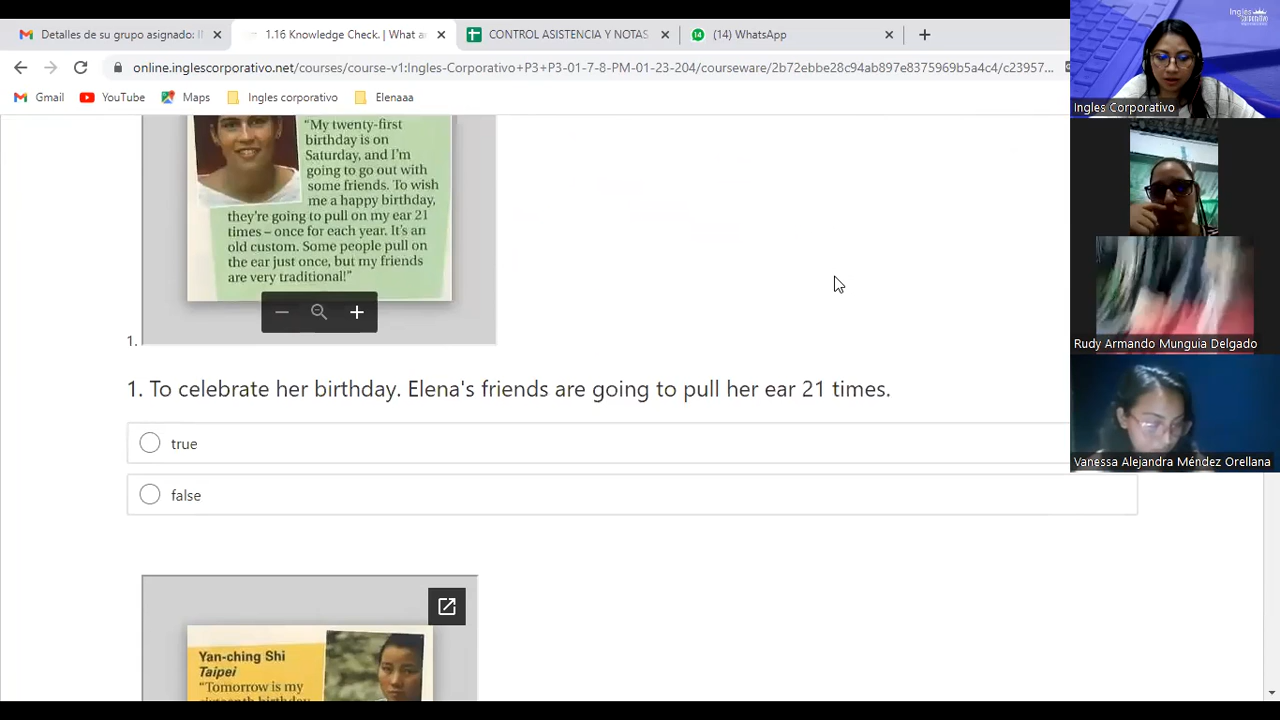 Detalles de su grupo asignado: I
1.16 Knowledge Check. | What ar
CONTROL ASISTENCIA Y NOTAS
14
(14) WhatsApp
online.inglescorporativo.net/courses/course-v1:Ingles-Corporativo+P3+P3-01-7-8-PM-01-23-204/courseware/2b72ebbe28c94ab897e8375969b5a4c4/c23957...
Gmail
YouTube
Maps
Ingles corporativo
Elenaaa
Ingles
Ingles Corporativo
Rudy Armando Munguia Delgado
Vanessa Alejandra Méndez Orellana
"My twenty-first
birthday is on
Saturday, and I'm
going to go out with
some friends. To wish
me a happy birthday,
they're going to pull on my ear 21
times – once for each year. It's an
old custom. Some people pull on
the ear just once, but my friends
are very traditional!"
1.
1. To celebrate her birthday. Elena's friends are going to pull her ear 21 times.
true
false
Yan-ching Shi
Taipei
"Tomorrow is my
sixteenth birthday